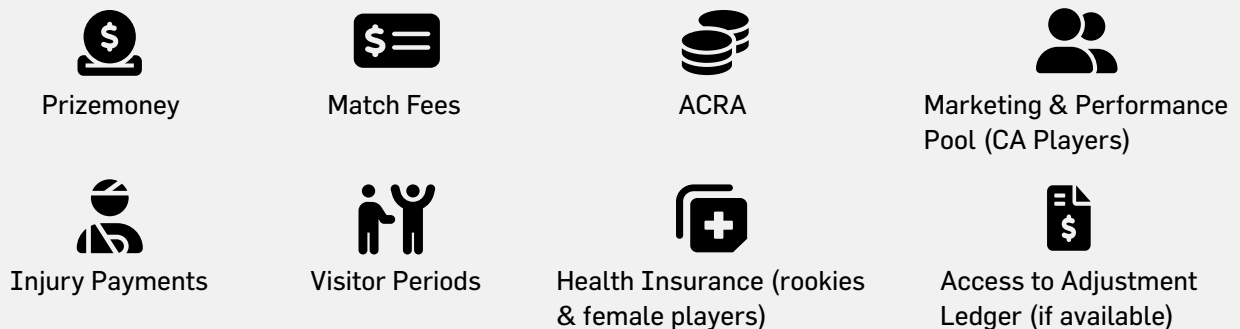 $
$
Prizemoney
Match Fees
ACRA
Marketing & Performance
Pool (CA Players)
$
Injury Payments
Visitor Periods
Health Insurance (rookies
& female players)
Access to Adjustment
Ledger (if available)